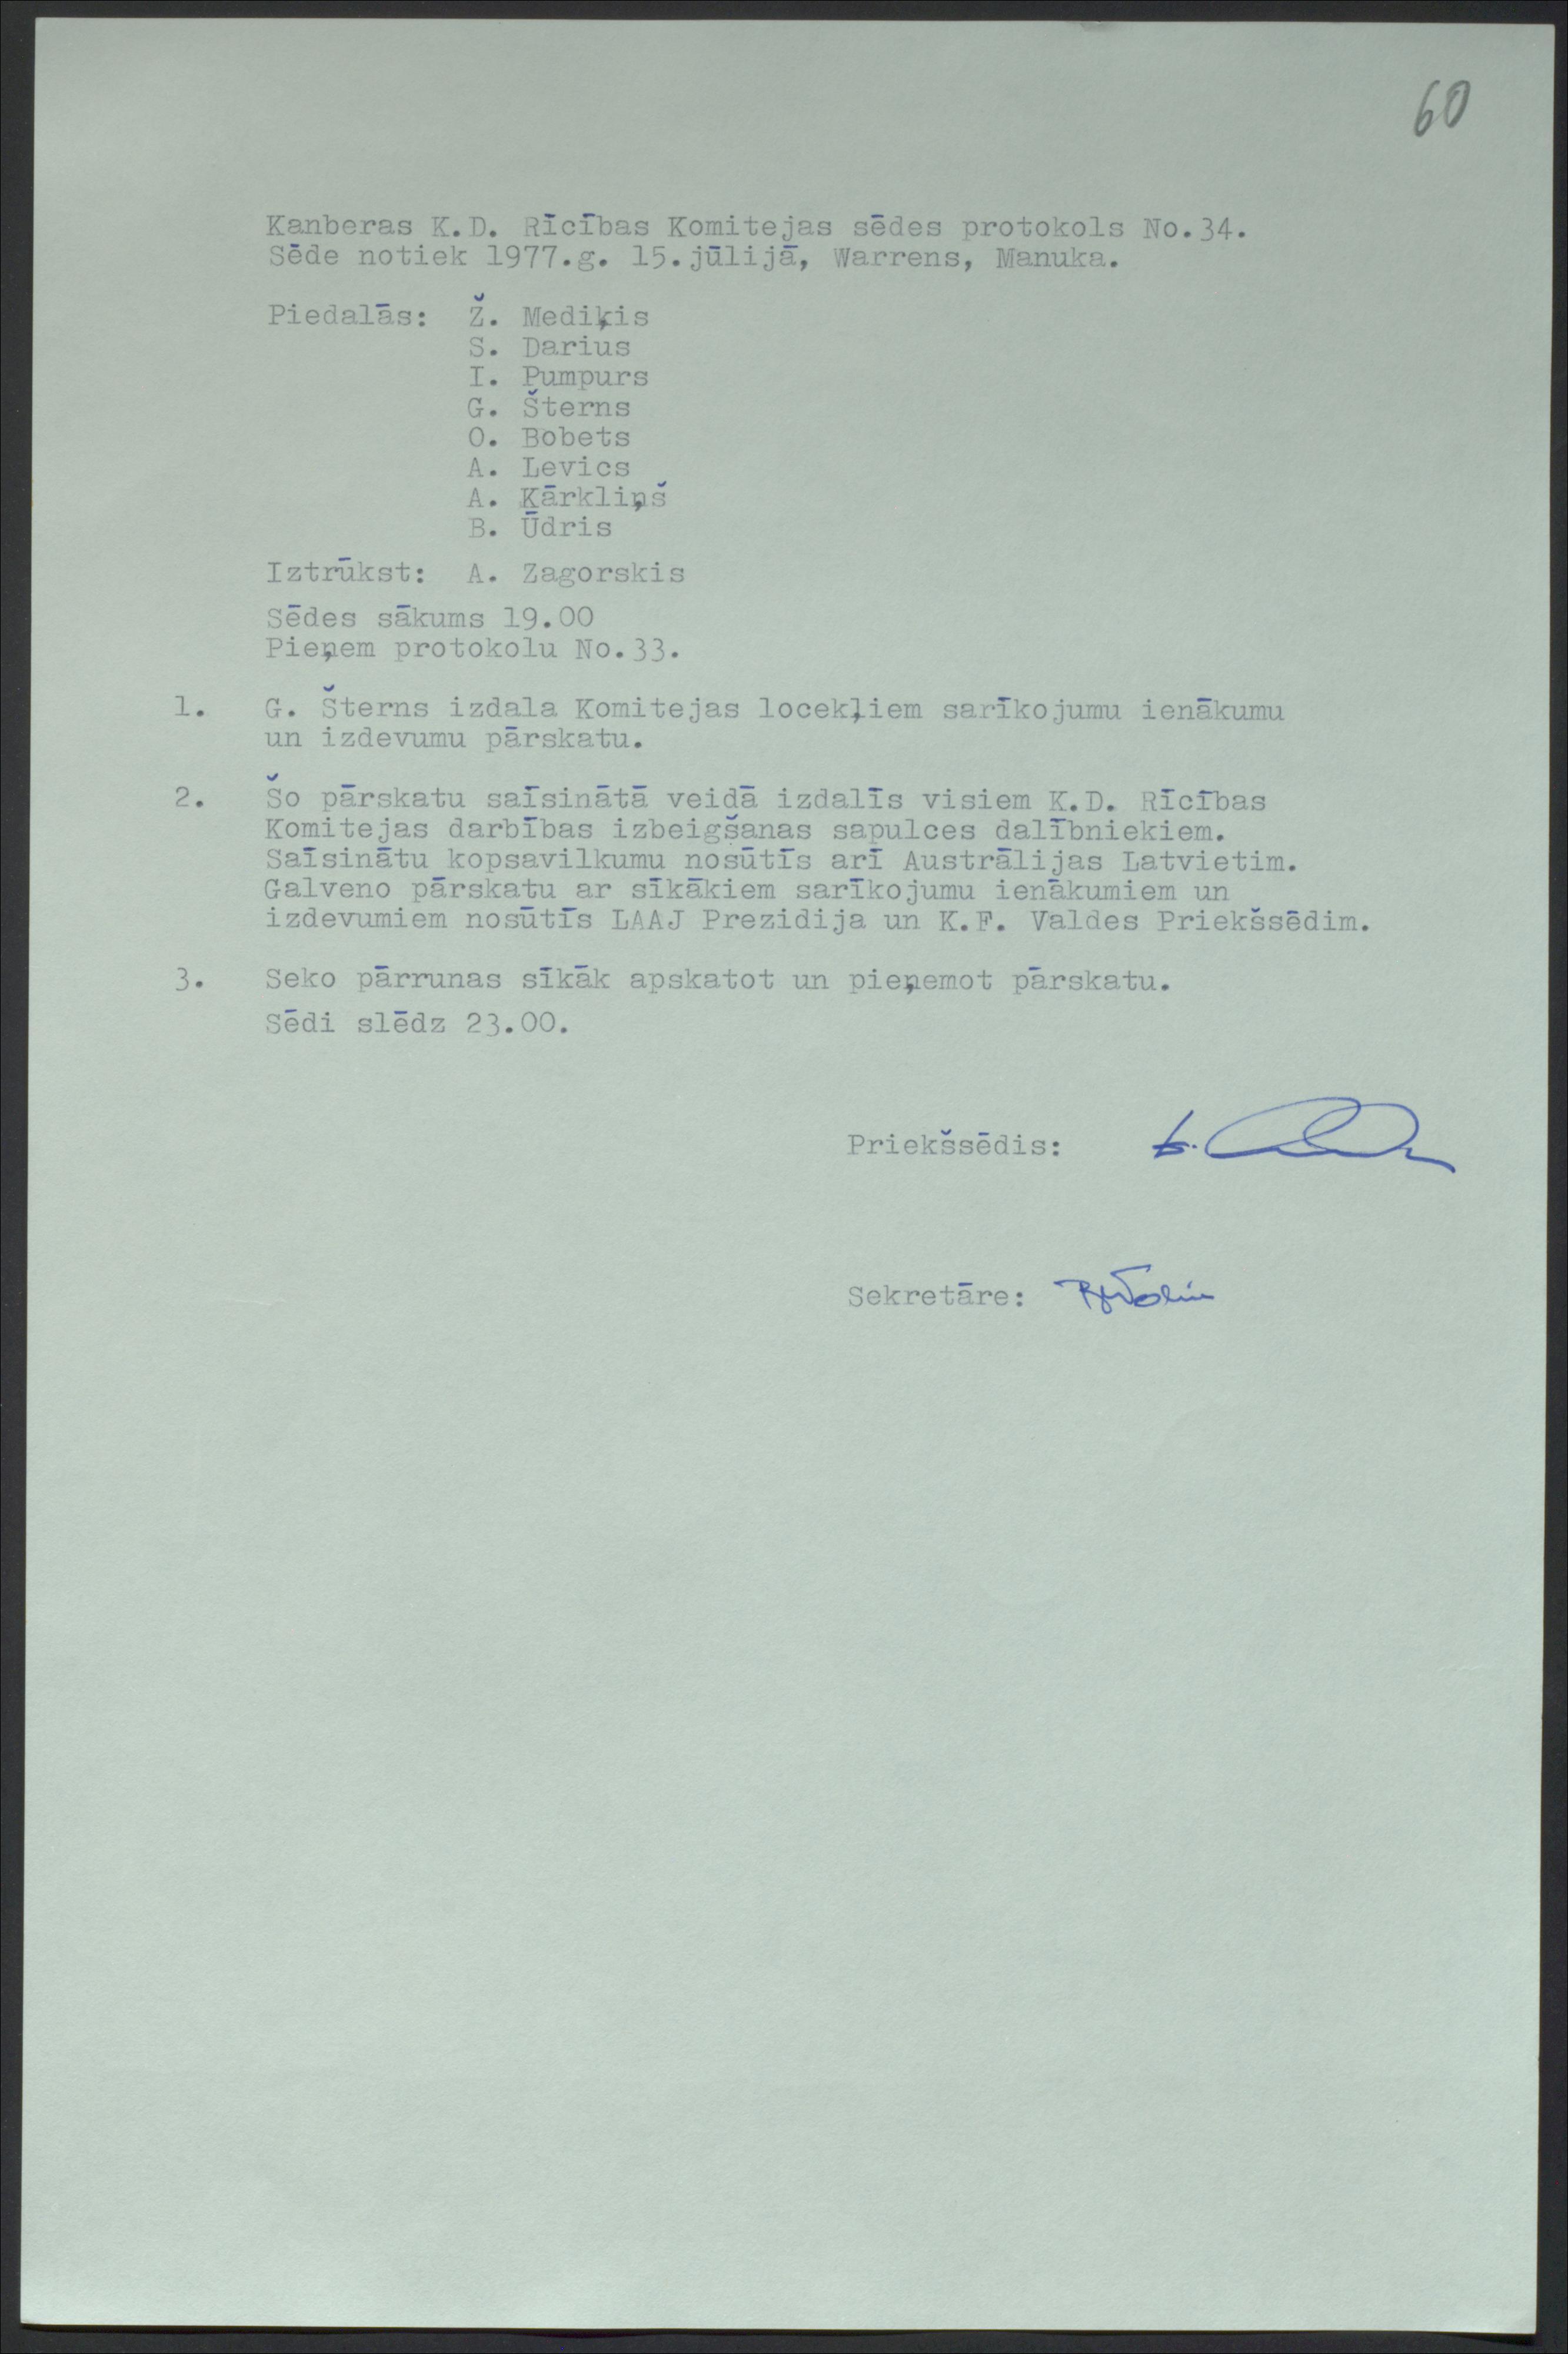 60
Kanberas K.D. Rīcības Komitejas sēdes protokols No.34.
Sēde notiek 1977.g. 15.jūlijā, Warrens, Manuka.
Piedalās: Ž. Mediķis
S. Darius
I. Pumpurs
G. Šterns
O. Bobets
A. Levics
A. Kārkliņš
B. Ūdris
Iztrūkst: A. Zagorskis
Sēdes sākums 19.00
Pieņem protokolu No.33.
1. G. Šterns izdala Komitejas locekļiem sarīkojumu ienākumu
un izdevumu pārskatu.
2. Šo pārskatu saīsinātā veidā izdalīs visiem K.D. Rīcības
Komitejas darbības izbeigšanas sapulces dalībniekiem.
Saīsinātu kopsavilkumu nosūtīs arī Austrālijas Latvietim.
Galveno pārskatu ar sīkākiem sarīkojumu ienākumiem un
izdevumiem nosūtīs LAAJ Prezidija un K.F. Valdes Priekšsēdim.
3. Seko pārrunas sīkāk apskatot un pieņemot pārskatu.
Sēdi slēdz 23.00.
Priekšsēdis:
Sekretāre: